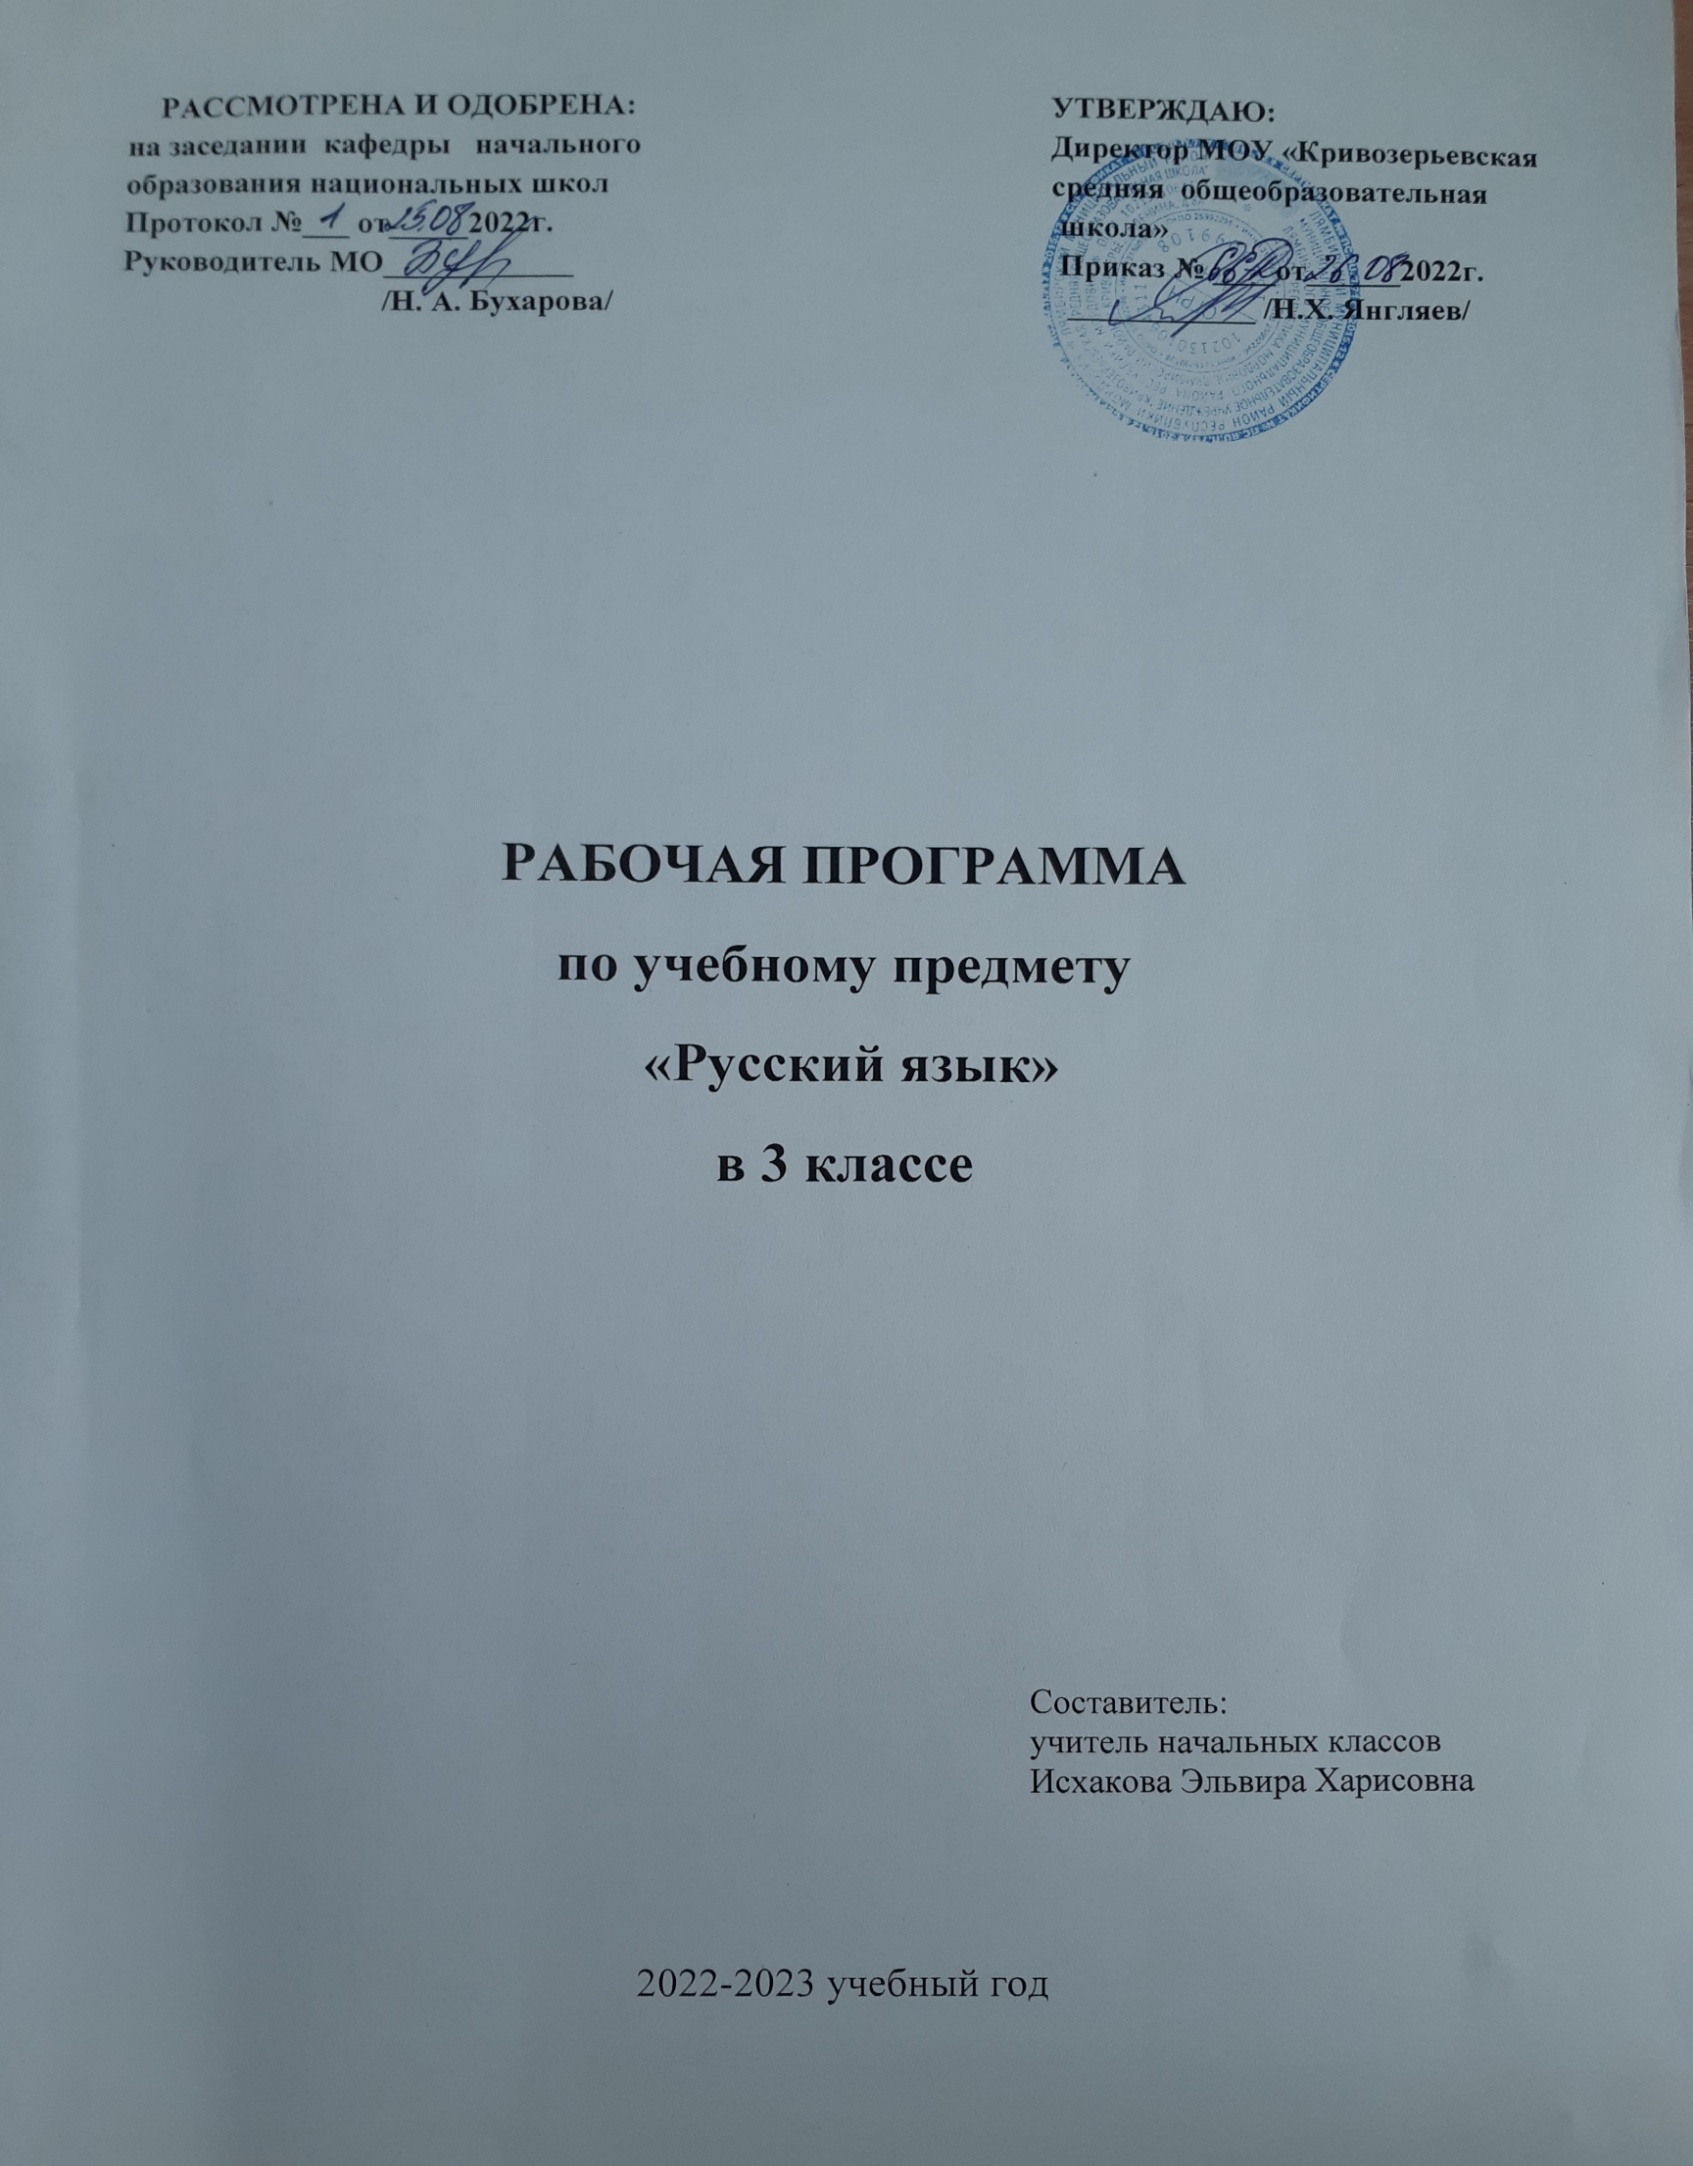 РАССМОТРЕНА И ОДОБРЕНА:
на заседании кафедры начального
образования национальных школ
Протокол № 1 от 25.08 2022г.
Руководитель МО
/Н. А. Бухарова/
УТВЕРЖДАЮ:
Директор МОУ «Кривозерьевская
средняя общеобразовательная
школа»
Приказ № от 26.08 2022г.
/Н.Х. Янгляев/
РАБОЧАЯ ПРОГРАММА
по учебному предмету
«Русский язык»
в 3 классе
Составитель:
учитель начальных классов
Исхакова Эльвира Харисовна
2022-2023 учебный год